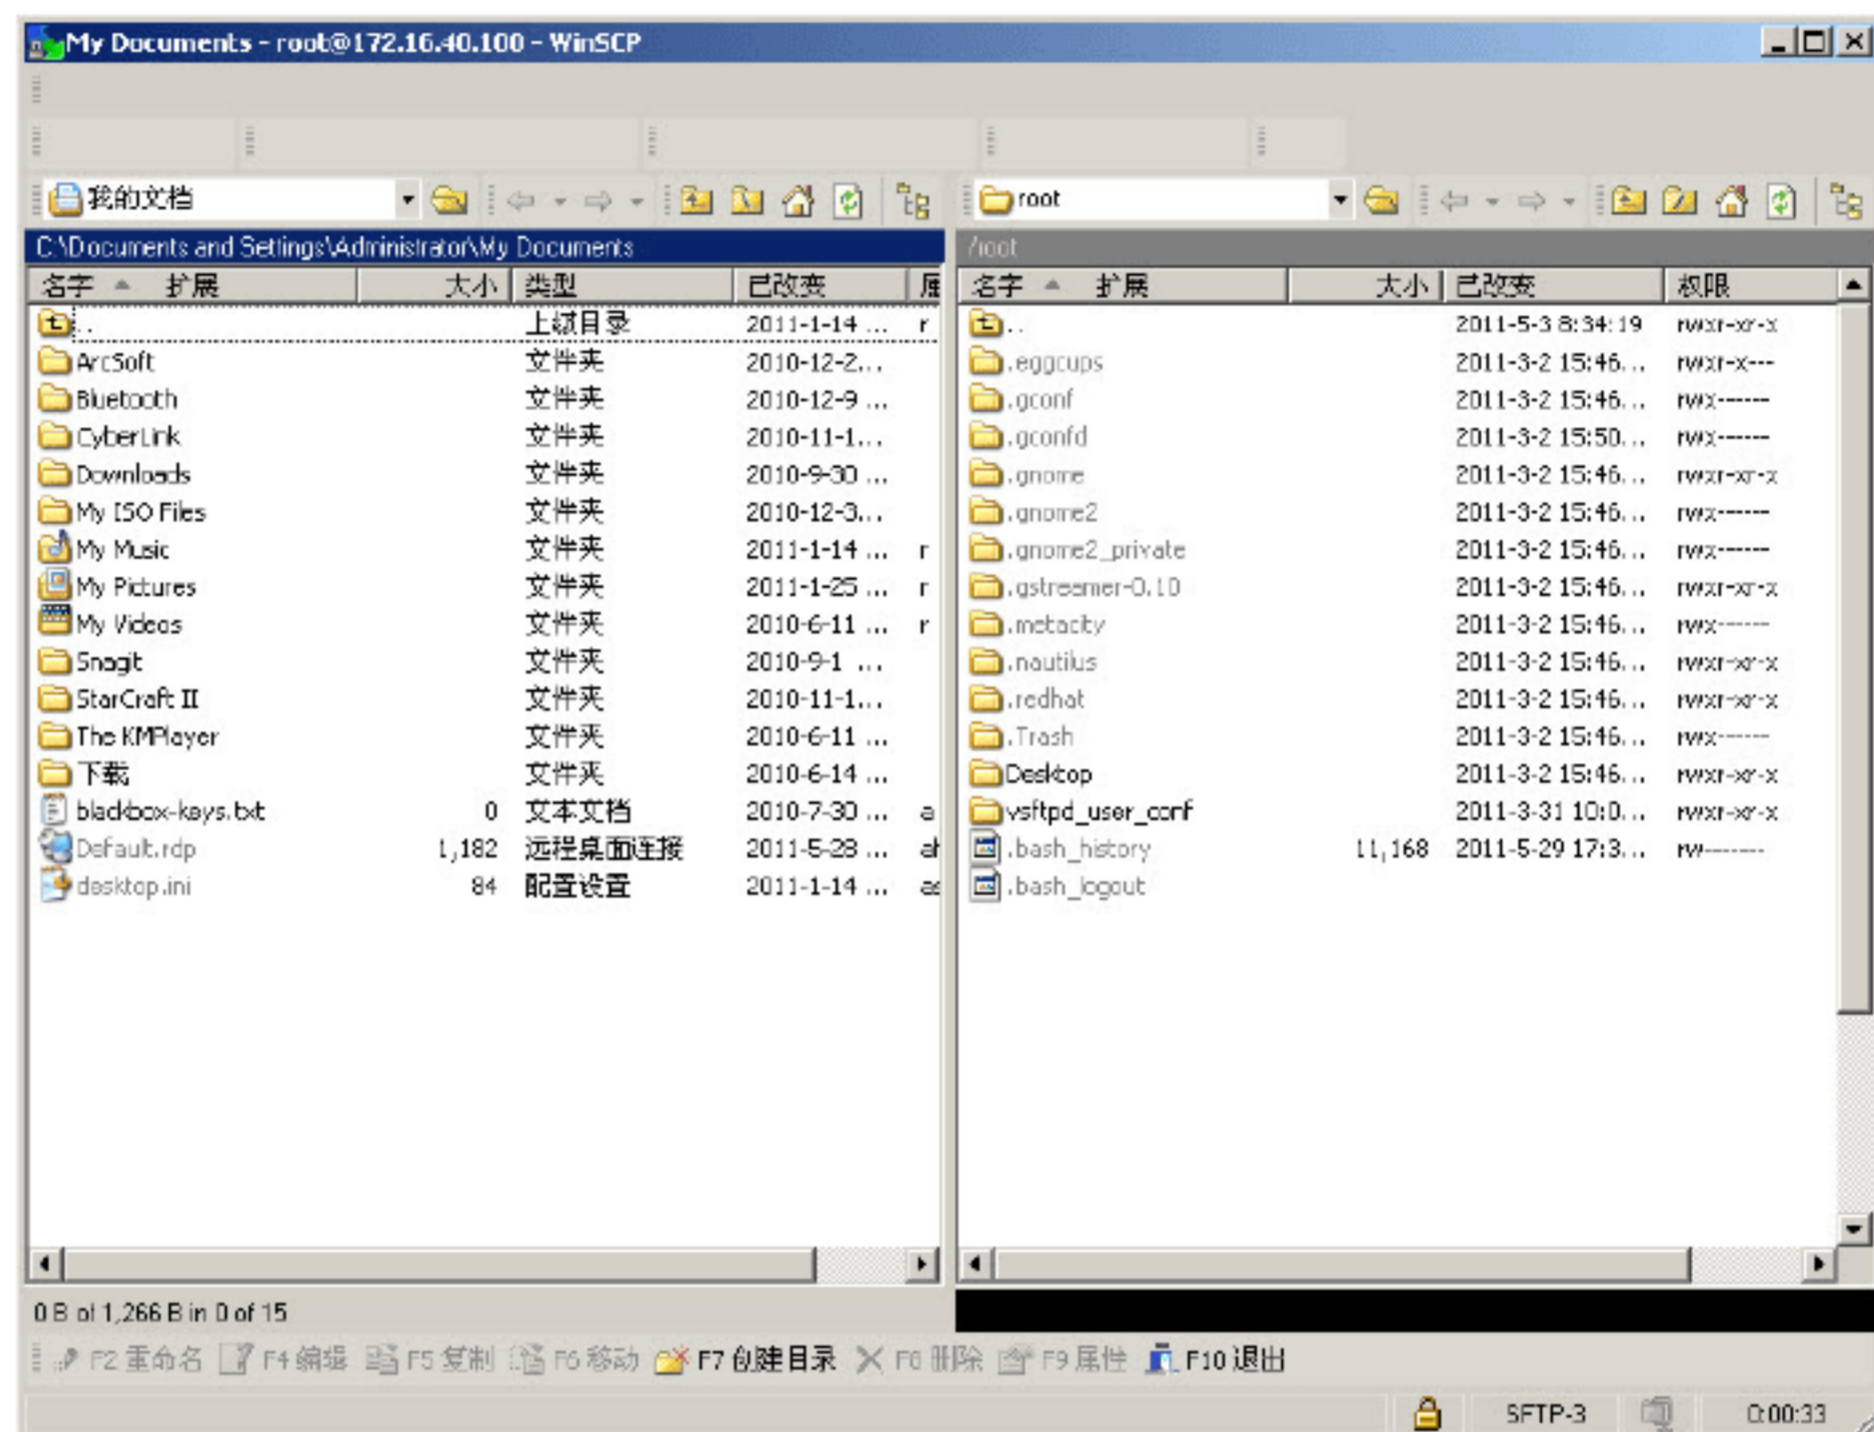 My Documents - root@172.16.40.100 - WinSCP
我的文档
root
C:\Documents and Settings\Administrator\My Documents
/root
名字 扩展 大小 类型 已改变 属
名字 扩展 大小 已改变 权限
.. 上级目录 2011-1-14 ... r
.. 2011-5-3 8:34:19 rwxr-xr-x
ArcSoft 文件夹 2010-12-2...
.eggcups 2011-3-2 15:46... rwxr-x---
Bluetooth 文件夹 2010-12-9 ...
.gconf 2011-3-2 15:46... rwx------
CyberLink 文件夹 2010-11-1...
.gconfd 2011-3-2 15:50... rwx------
Downloads 文件夹 2010-9-30 ...
.gnome 2011-3-2 15:46... rwxr-xr-x
My ISO Files 文件夹 2010-12-3...
.gnome2 2011-3-2 15:46... rwx------
My Music 文件夹 2011-1-14 ... r
.gnome2_private 2011-3-2 15:46... rwx------
My Pictures 文件夹 2011-1-25 ... r
.gstreamer-0.10 2011-3-2 15:46... rwxr-xr-x
My Videos 文件夹 2010-6-11 ... r
.metacity 2011-3-2 15:46... rwx------
Snagit 文件夹 2010-9-1 ...
.nautilus 2011-3-2 15:46... rwxr-xr-x
StarCraft II 文件夹 2010-11-1...
.redhat 2011-3-2 15:46... rwxr-xr-x
The KMPlayer 文件夹 2010-6-11 ...
.Trash 2011-3-2 15:46... rwx------
下载 文件夹 2010-6-14 ...
Desktop 2011-3-2 15:46... rwxr-xr-x
blackbox-keys.txt 0 文本文档 2010-7-30 ... a
vsftpd_user_conf 2011-3-31 10:0... rwxr-xr-x
Default.rdp 1,182 远程桌面连接 2011-5-28 ... ah
.bash_history 11,168 2011-5-29 17:3... rw-------
desktop.ini 84 配置设置 2011-1-14 ... as
.bash_logout
0 B of 1,266 B in 0 of 15
F2 重命名 F4 编辑 F5 复制 F6 移动 F7 创建目录 F8 删除 F9 属性 F10 退出
SFTP-3 0:00:33